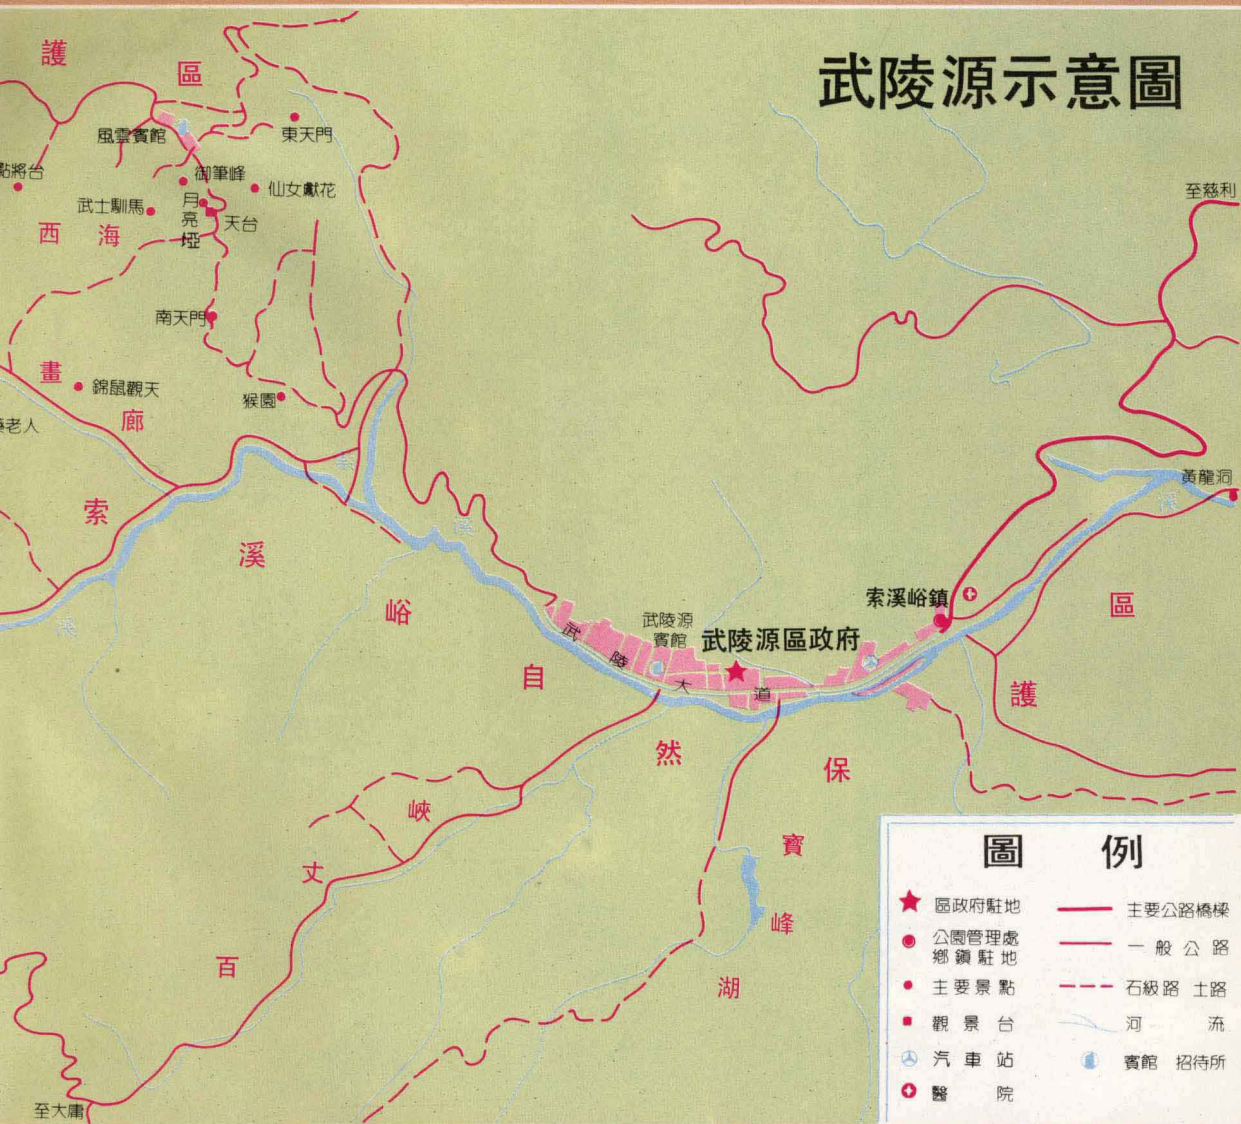 武陵源示意圖
護
區
風雲賓館
東天門
點將台
御筆峰
仙女獻花
武士馴馬
月亮埡
天台
西海
至慈利
南天門
畫
錦鼠觀天
猴園
廊
老人
索
溪
峪
溪
溪
黃龍洞
溪
索溪峪鎮
區
武陵源
賓館
武陵源區政府
武陵大道
自
護
然
保
峽
丈
寶
峰
百
湖
至大庸
圖例
區政府駐地
主要公路橋樑
公園管理處
鄉鎮駐地
一般公路
主要景點
石級路 土路
觀景台
河流
汽車站
賓館 招待所
醫院